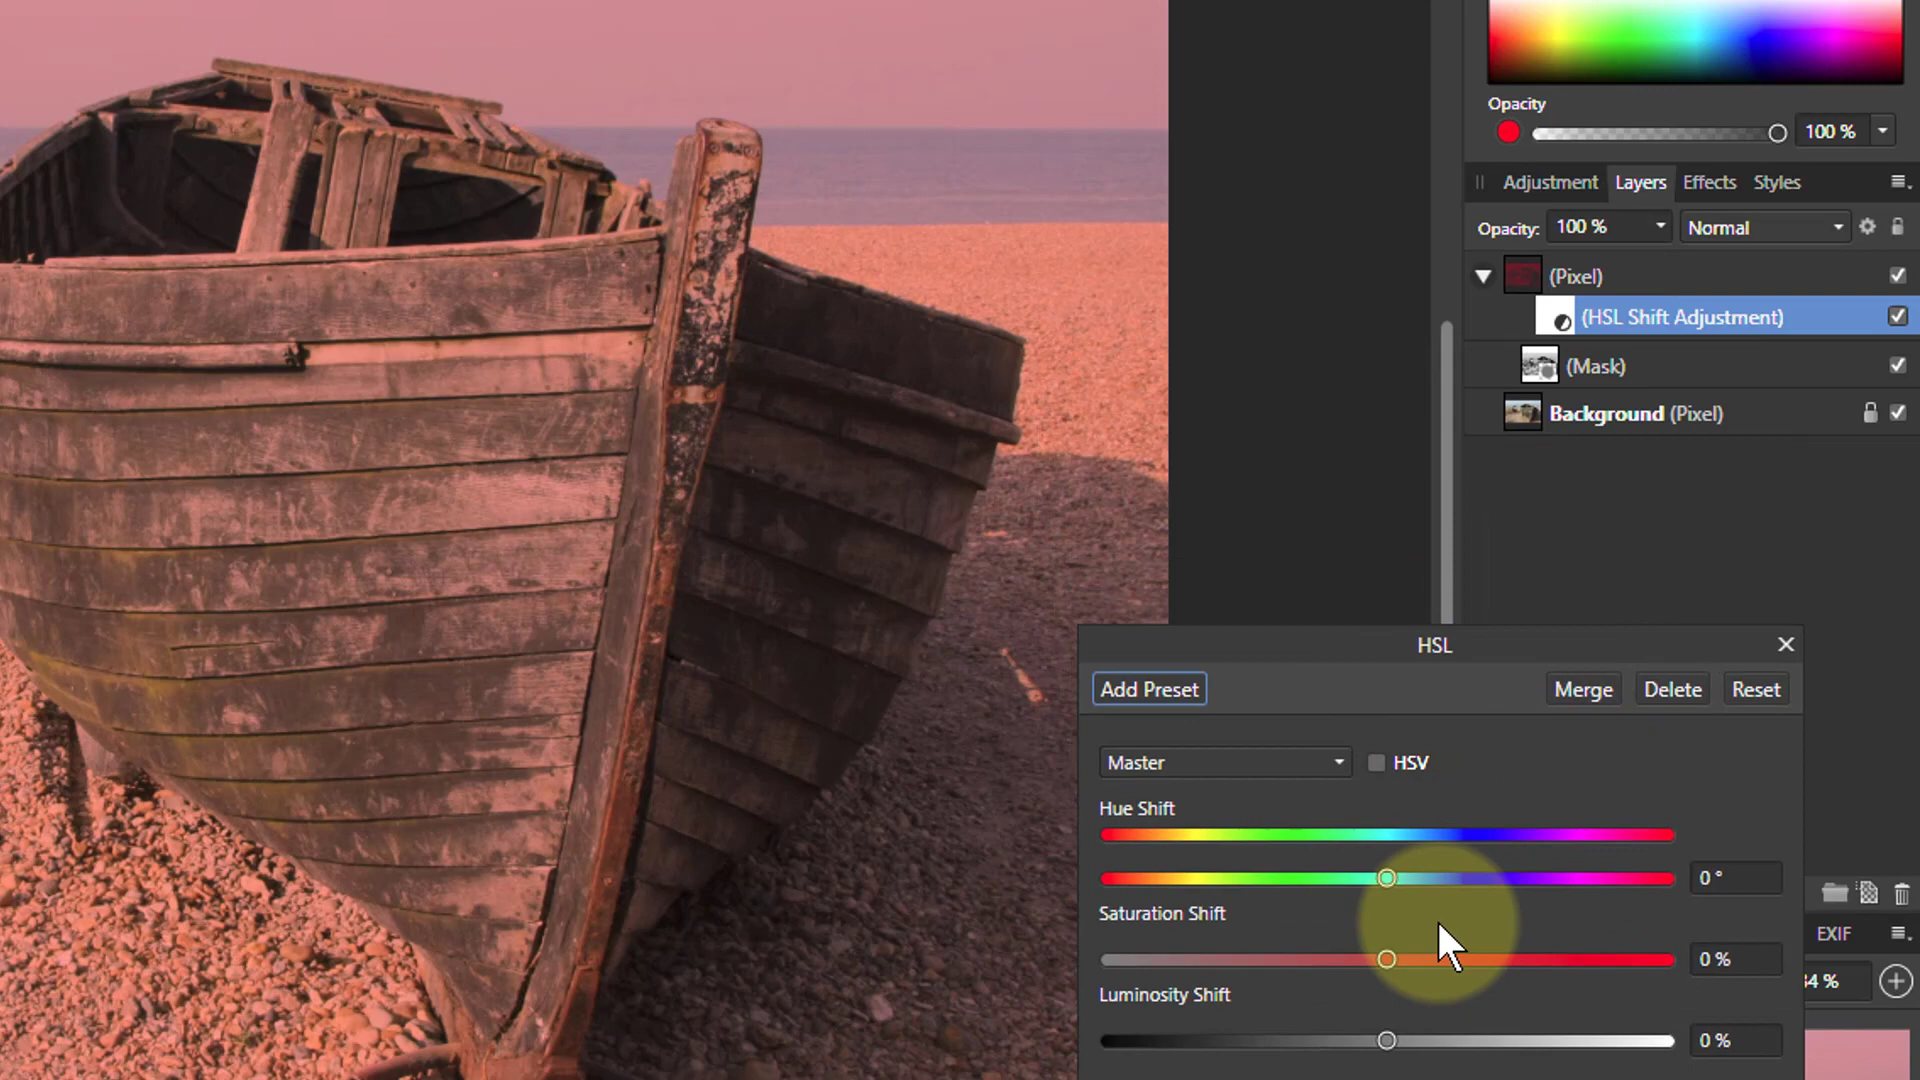 Opacity
100 %
Adjustment Layers Effects Styles
Opacity: 100 % Normal
(Pixel)
(HSL Shift Adjustment)
(Mask)
Background (Pixel)
HSL
Add Preset Merge Delete Reset
Master HSV
Hue Shift
0 °
Saturation Shift
0 %
Luminosity Shift
0 %
EXIF
34 %